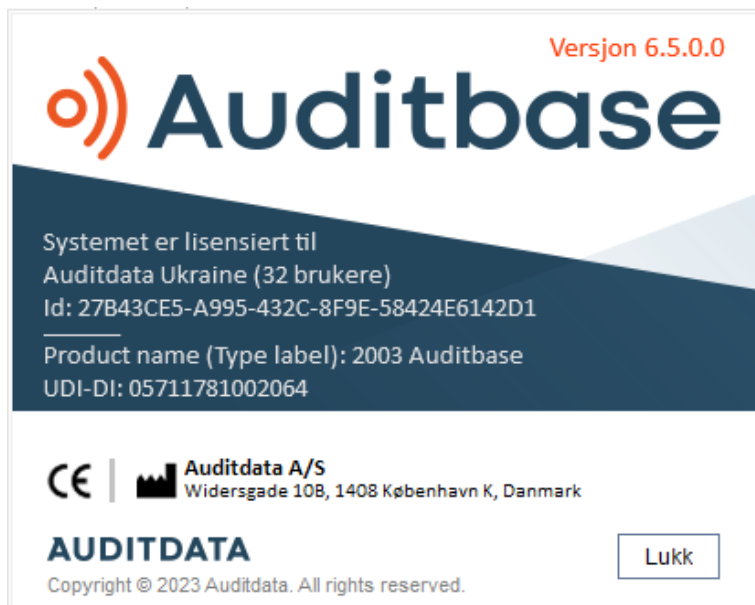 Versjon 6.5.0.0
Auditbase
Systemet er lisensiert til
Auditdata Ukraine (32 brukere)
Id: 27B43CE5-A995-432C-8F9E-58424E6142D1
Product name (Type label): 2003 Auditbase
UDI-DI: 05711781002064
CE
Auditdata A/S
Widersgade 10B, 1408 København K, Danmark
AUDITDATA
Lukk
Copyright © 2023 Auditdata. All rights reserved.